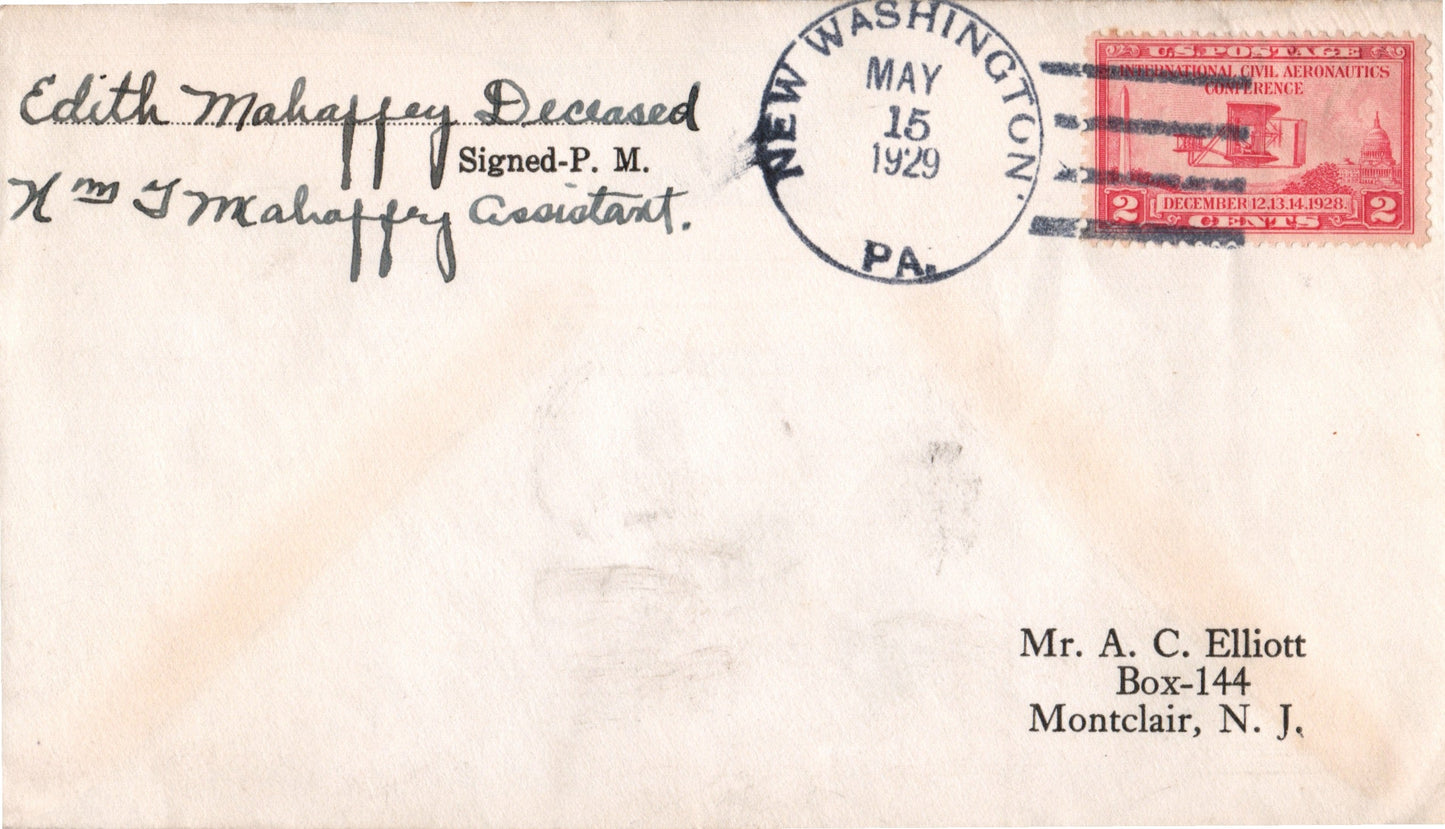 Edith Mahaffey Deceased
Signed-P. M.
Wm T Mahaffey Assistant.
NEW WASHINGTON
MAY
15
1929
PA.
U.S. POSTAGE
INTERNATIONAL CIVIL AERONAUTICS
CONFERENCE
2 DECEMBER 12.13.14.1928. 2
CENTS
Mr. A. C. Elliott
Box-144
Montclair, N. J.